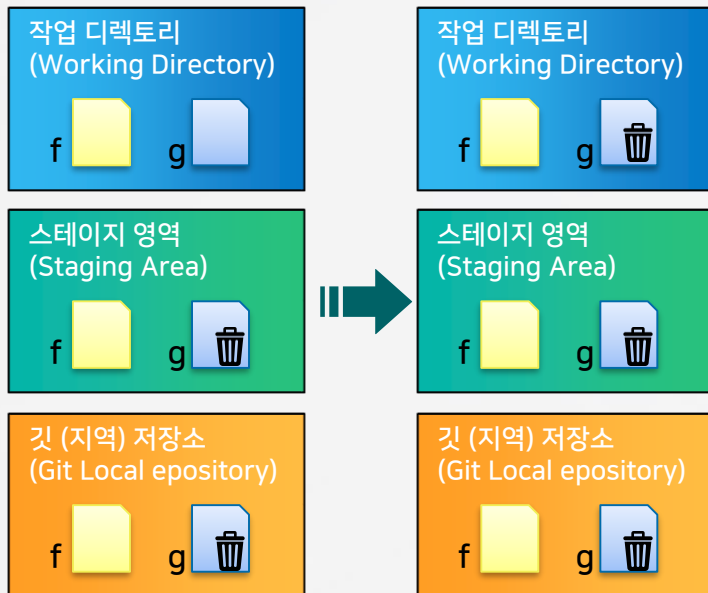 작업 디렉토리
(Working Directory)
f g
스테이지 영역
(Staging Area)
f g
깃 (지역) 저장소
(Git Local epository)
f g
작업 디렉토리
(Working Directory)
f g
스테이지 영역
(Staging Area)
f g
깃 (지역) 저장소
(Git Local epository)
f g